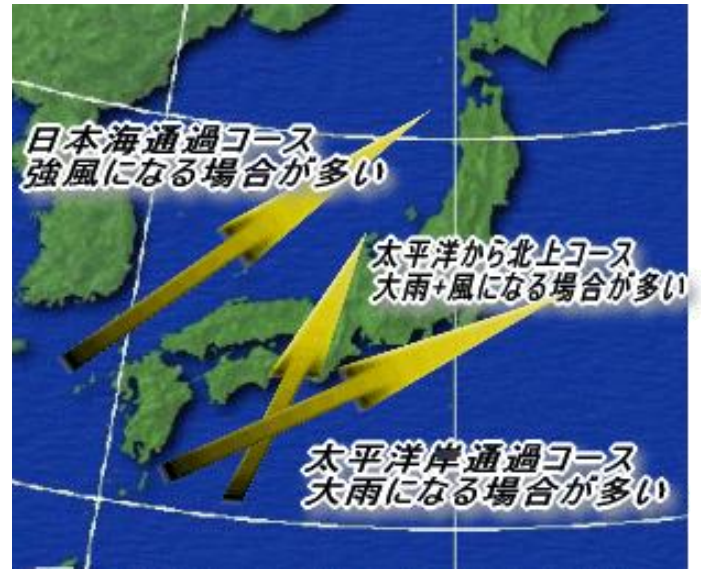 日本海通過コース
強風になる場合が多い
太平洋から北上コース
大雨+風になる場合が多い
太平洋岸通過コース
大雨になる場合が多い